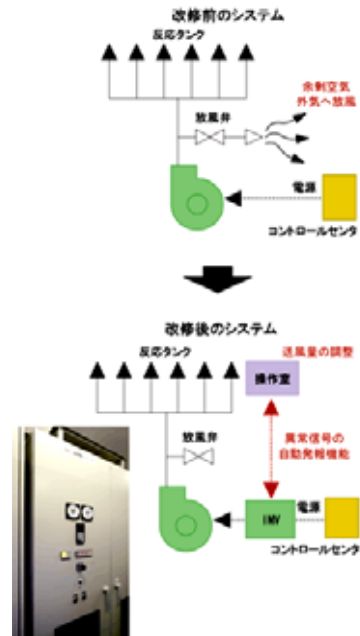 改修前のシステム
反応タンク
余剰空気
外気へ放風
放風弁
電源
コントロールセンタ
改修後のシステム
送風量の調整
反応タンク
操作室
放風弁
異常信号の
自動発報機能
電源
IMV
コントロールセンタ